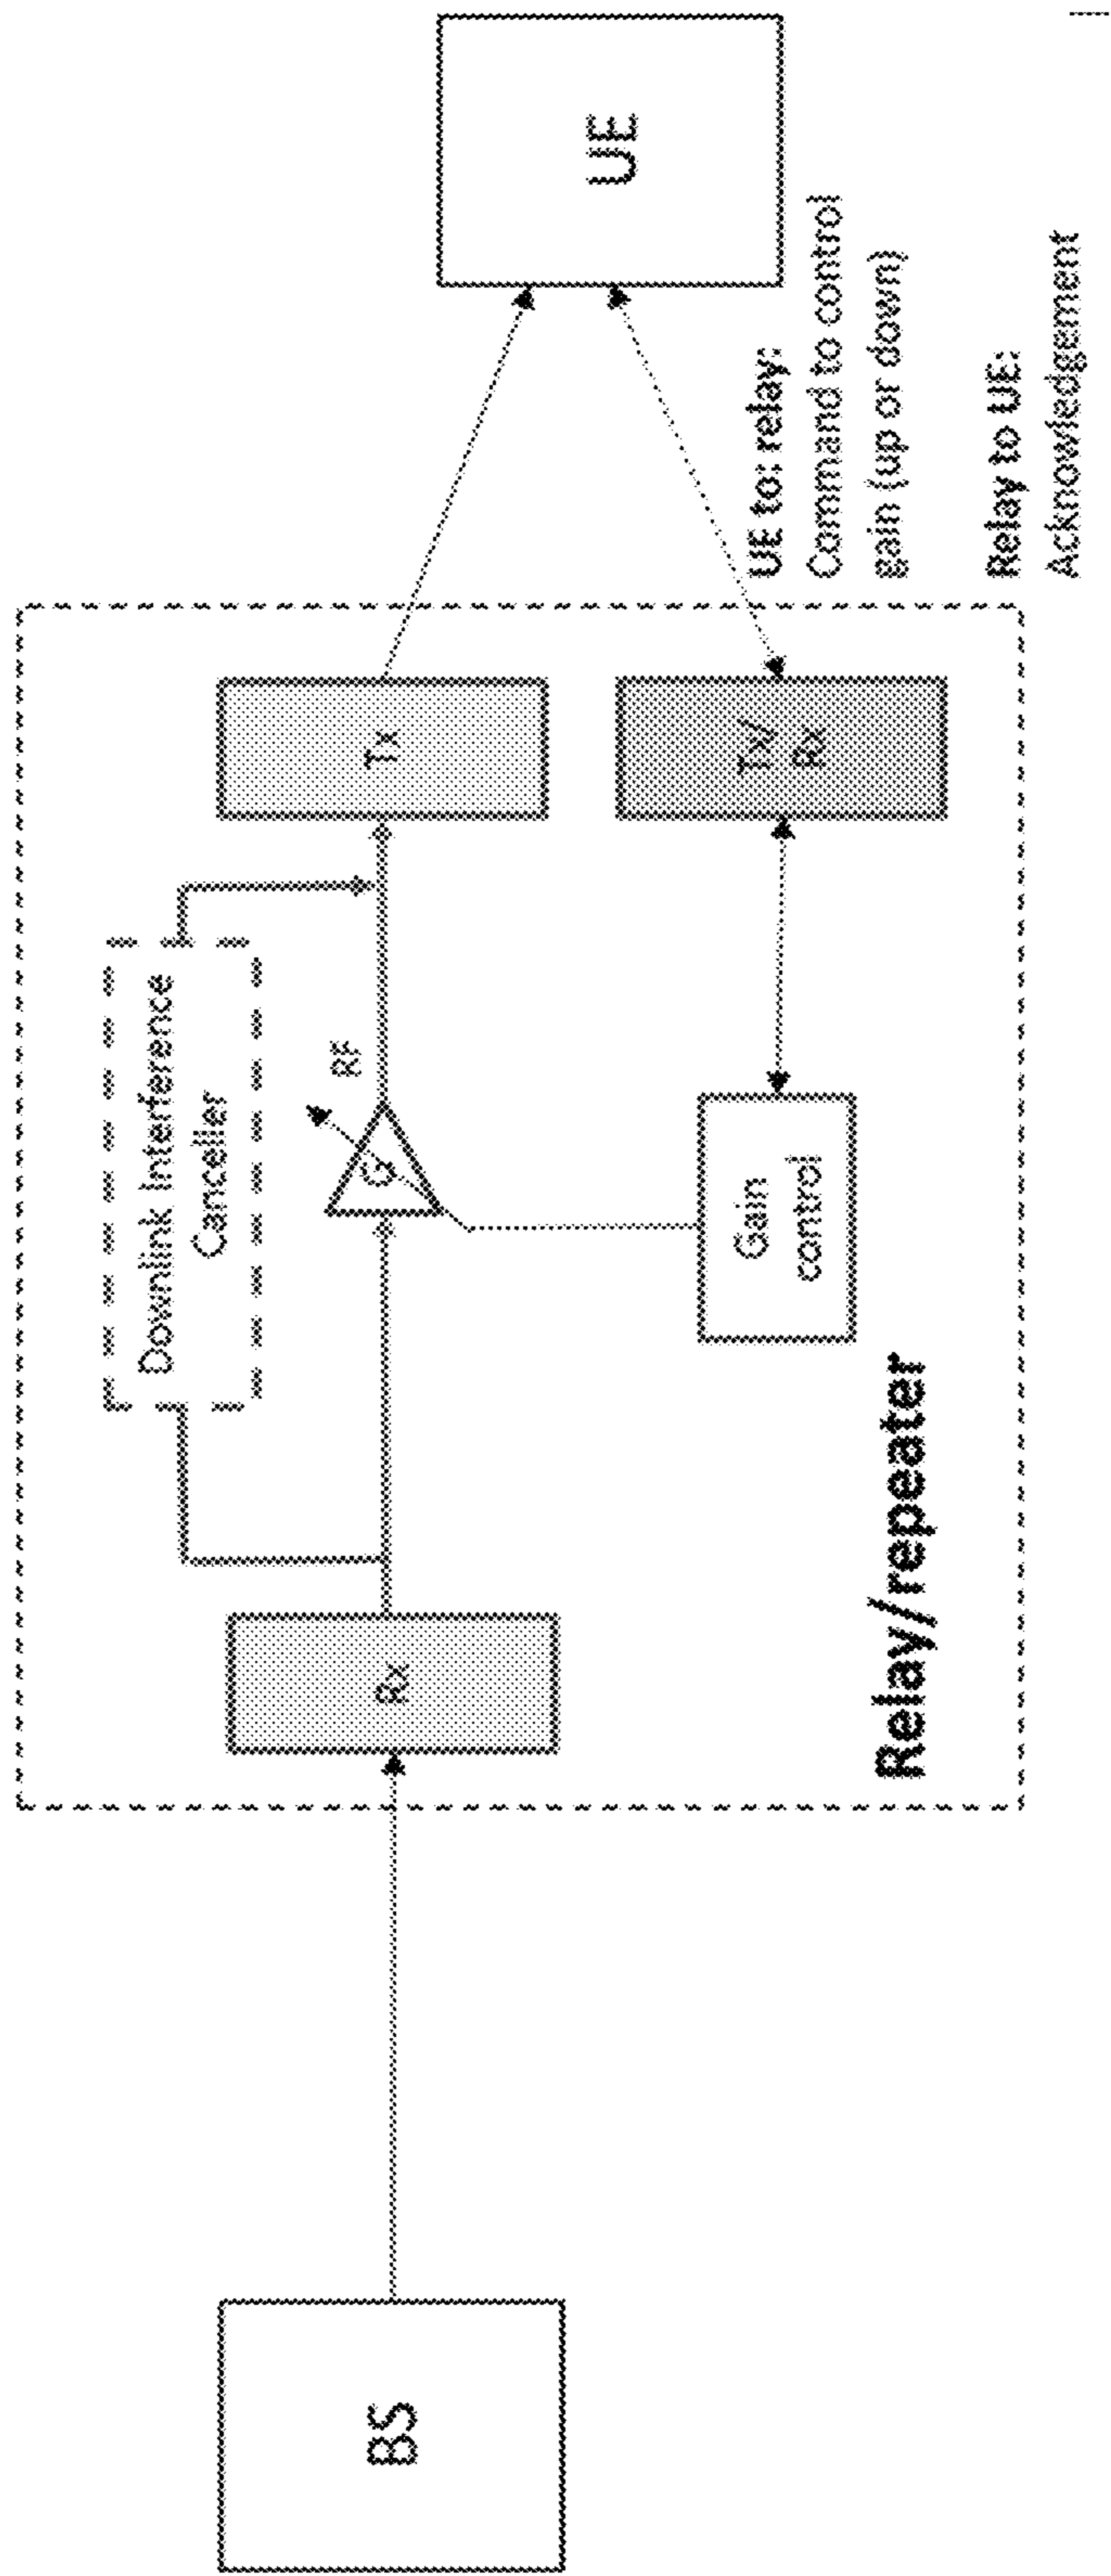 BS
Rx
Downlink Interference
Canceller
G
RF
Tx
Gain
control
Tx/
Rx
Relay/repeater
UE
UE to: relay:
Command to control
gain (up or down)
Relay to UE:
Acknowledgement